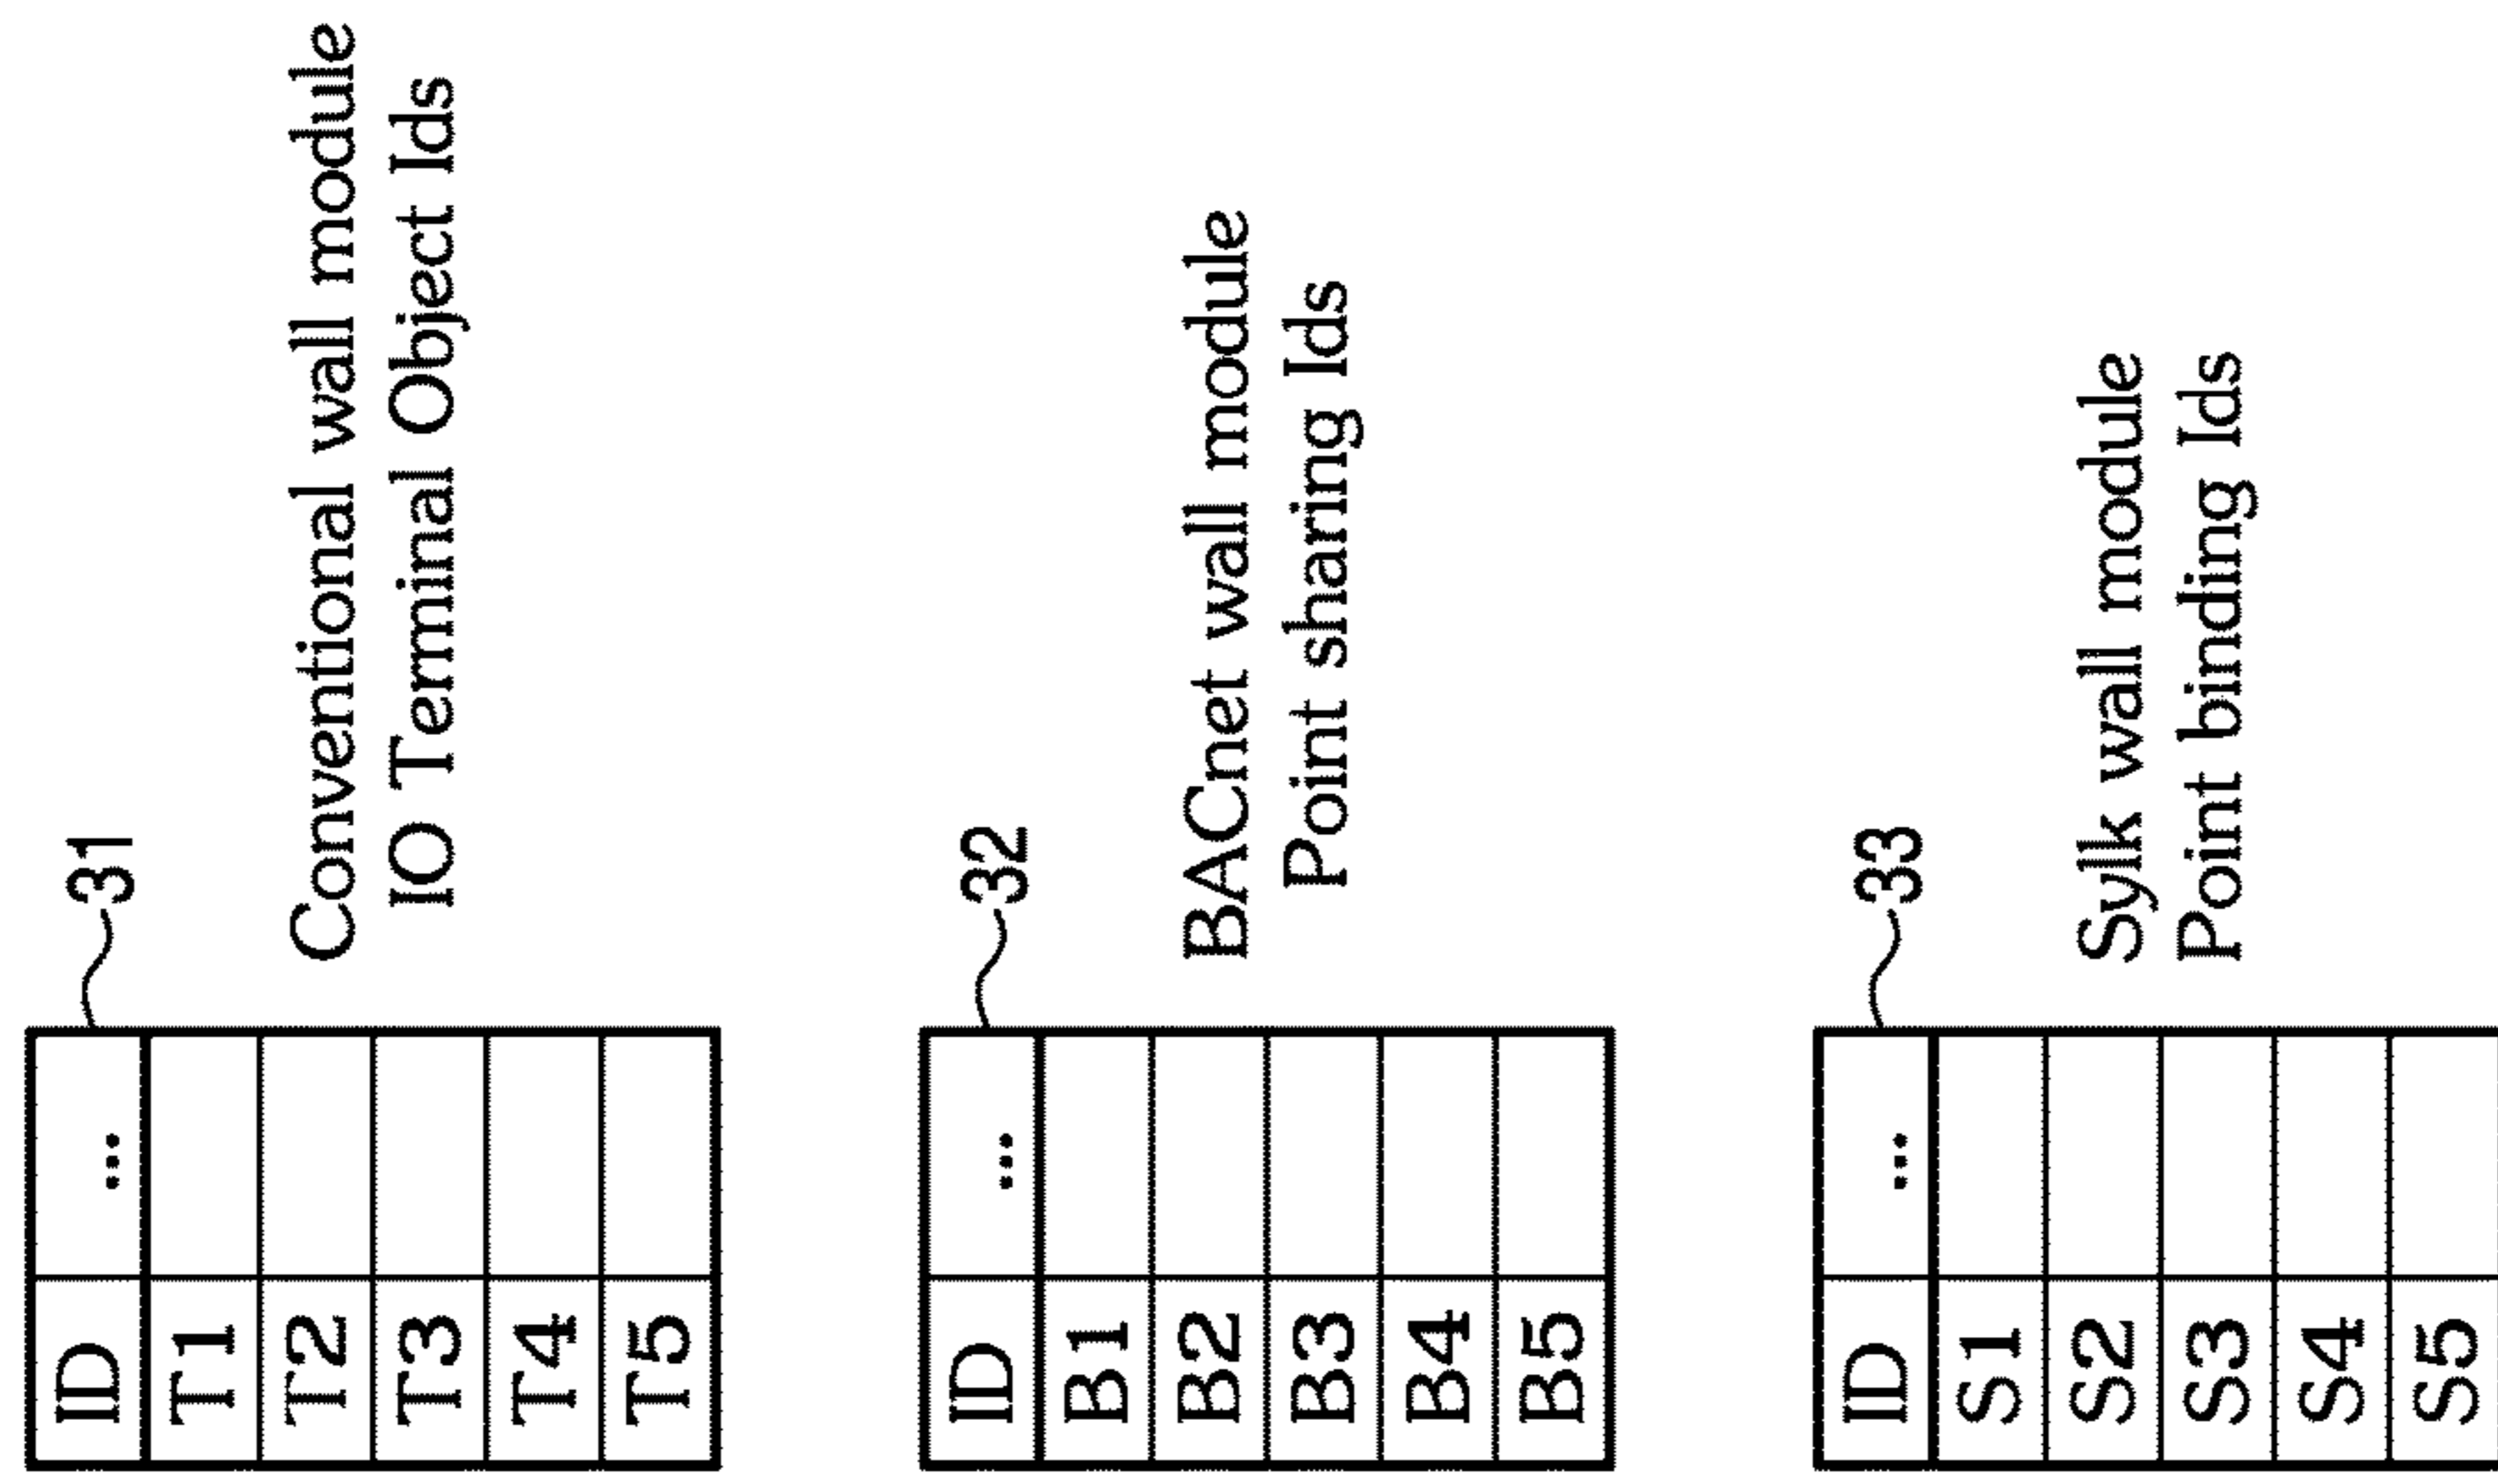 ID ...
T1
T2
T3
T4
T5
31
Conventional wall module
IO Terminal Object Ids
ID ...
B1
B2
B3
B4
B5
32
BACnet wall module
Point sharing Ids
ID ...
S1
S2
S3
S4
S5
33
Sylk wall module
Point binding Ids